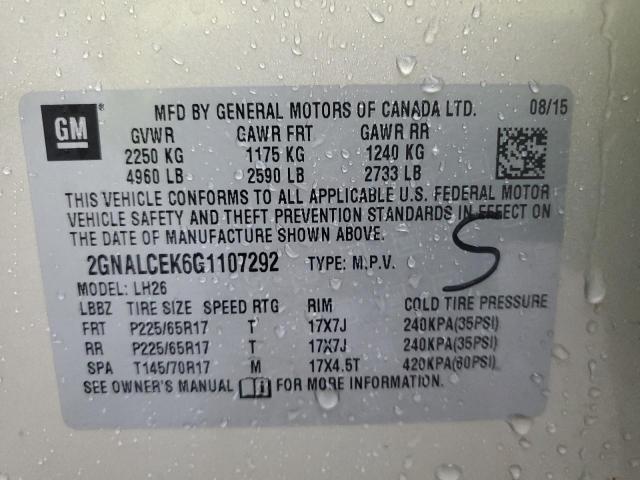 GM
MFD BY GENERAL MOTORS OF CANADA LTD. 08/15
GVWR GAWR FRT GAWR RR
2250 KG 1175 KG 1240 KG
4960 LB 2590 LB 2733 LB
THIS VEHICLE CONFORMS TO ALL APPLICABLE U.S. FEDERAL MOTOR
VEHICLE SAFETY AND THEFT PREVENTION STANDARDS IN EFFECT ON
THE DATE OF MANUFACTURE SHOWN ABOVE.
2GNALCEK6G1107292 TYPE: M.P.V. S
MODEL: LH26
LBBZ TIRE SIZE SPEED RTG RIM COLD TIRE PRESSURE
FRT P225/65R17 T 17X7J 240KPA(35PSI)
RR P225/65R17 T 17X7J 240KPA(35PSI)
SPA T145/70R17 M 17X4.5T 420KPA(60PSI)
SEE OWNER'S MANUAL FOR MORE INFORMATION.